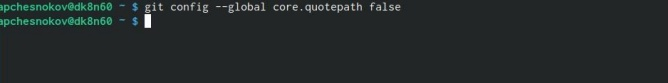 apchesnokov@dk8n60 ~ $ git config --global core.quotepath false
apchesnokov@dk8n60 ~ $